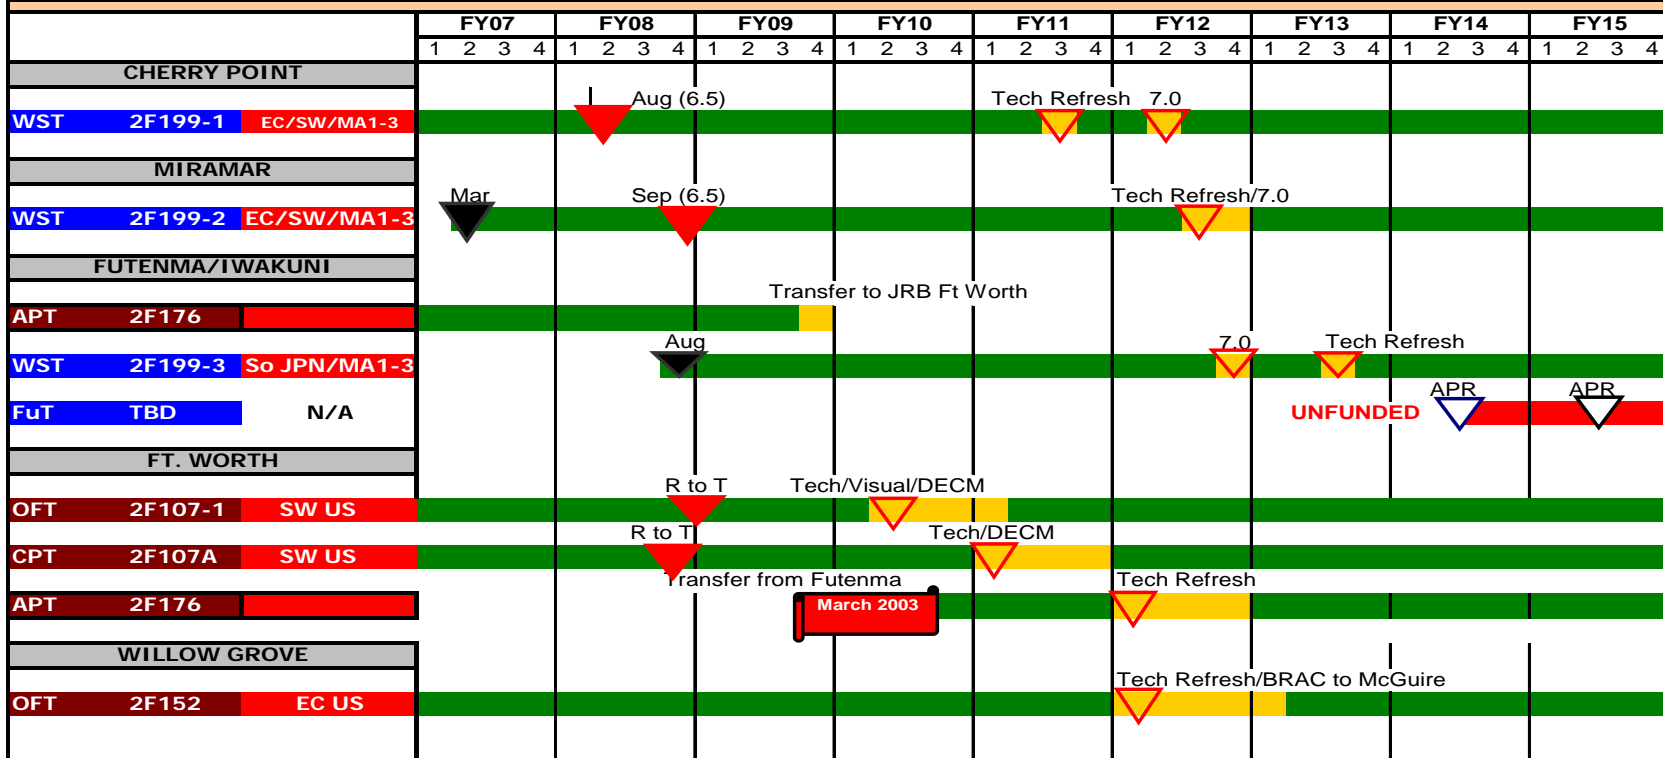 FY07 FY08 FY09 FY10 FY11 FY12 FY13 FY14 FY15
1 2 3 4 1 2 3 4 1 2 3 4 1 2 3 4 1 2 3 4 1 2 3 4 1 2 3 4 1 2 3 4 1 2 3 4
CHERRY POINT
Aug (6.5) Tech Refresh 7.0
WST 2F199-1 EC/SW/MA1-3
MIRAMAR
Mar Sep (6.5) Tech Refresh/7.0
WST 2F199-2 EC/SW/MA1-3
FUTENMA/IWAKUNI
Transfer to JRB Ft Worth
APT 2F176
Aug 7.0 Tech Refresh
WST 2F199-3 So JPN/MA1-3
APR APR
FuT TBD N/A UNFUNDED
FT. WORTH
R to T Tech/Visual/DECM
OFT 2F107-1 SW US
R to T Tech/DECM
CPT 2F107A SW US
Transfer from Futenma Tech Refresh
APT 2F176 March 2003
WILLOW GROVE
Tech Refresh/BRAC to McGuire
OFT 2F152 EC US